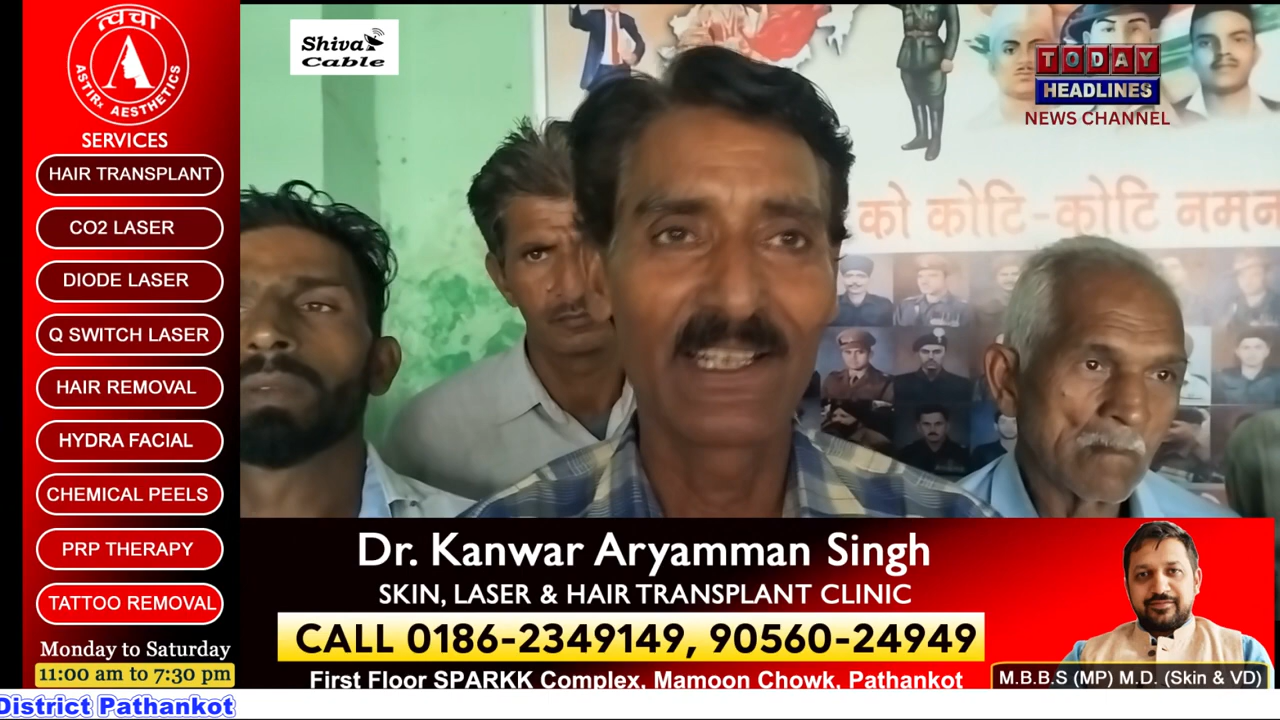 त्वचा
ASTIRx AESTHETICS
SERVICES
HAIR TRANSPLANT
CO2 LASER
DIODE LASER
Q SWITCH LASER
HAIR REMOVAL
HYDRA FACIAL
CHEMICAL PEELS
PRP THERAPY
TATTOO REMOVAL
Monday to Saturday
11:00 am to 7:30 pm
Shiva
Cable
TODAY
HEADLINES
NEWS CHANNEL
को कोटि-कोटि नमन
Dr. Kanwar Aryamman Singh
SKIN, LASER & HAIR TRANSPLANT CLINIC
CALL 0186-2349149, 90560-24949
First Floor SPARKK Complex, Mamoon Chowk, Pathankot
M.B.B.S (MP) M.D. (Skin & VD)
District Pathankot